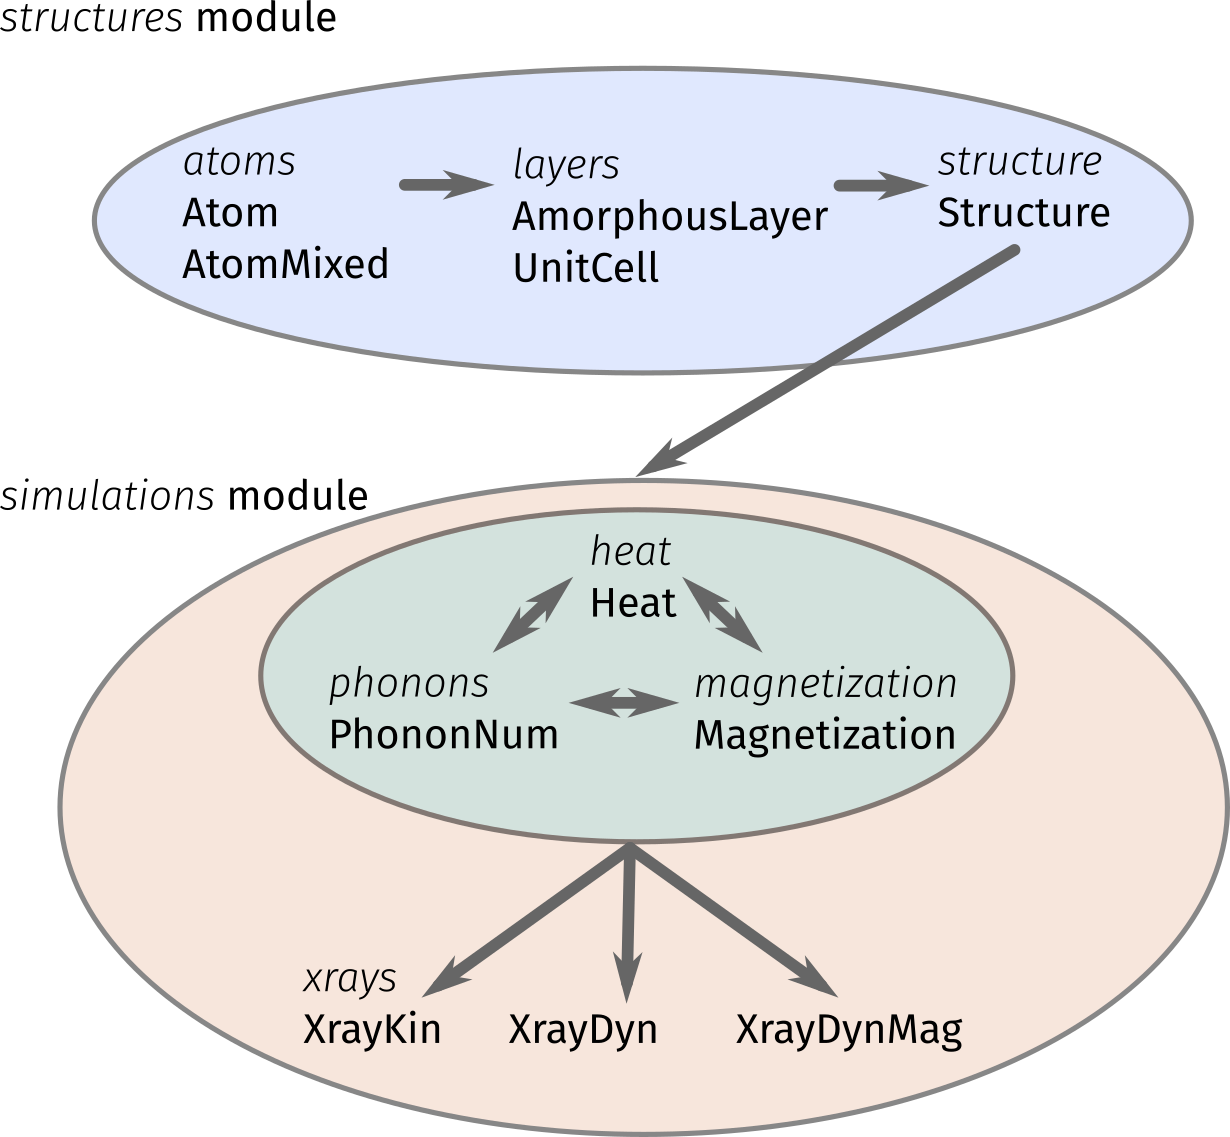 structures module
atoms
Atom
AtomMixed
layers
AmorphousLayer
UnitCell
structure
Structure
simulations module
heat
Heat
phonons
PhononNum
magnetization
Magnetization
xrays
XrayKin
XrayDyn
XrayDynMag